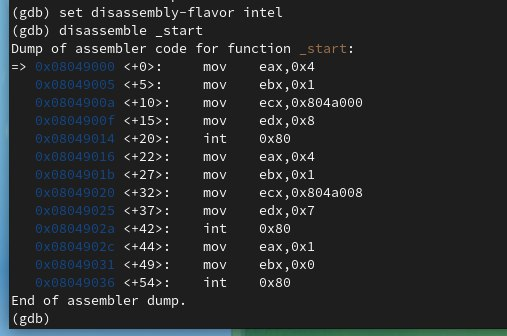 (gdb) set disassembly-flavor intel
(gdb) disassemble _start
Dump of assembler code for function _start:
=> 0x08049000 <+0>:     mov    eax,0x4
   0x08049005 <+5>:     mov    ebx,0x1
   0x0804900a <+10>:    mov    ecx,0x804a000
   0x0804900f <+15>:    mov    edx,0x8
   0x08049014 <+20>:    int    0x80
   0x08049016 <+22>:    mov    eax,0x4
   0x0804901b <+27>:    mov    ebx,0x1
   0x08049020 <+32>:    mov    ecx,0x804a008
   0x08049025 <+37>:    mov    edx,0x7
   0x0804902a <+42>:    int    0x80
   0x0804902c <+44>:    mov    eax,0x1
   0x08049031 <+49>:    mov    ebx,0x0
   0x08049036 <+54>:    int    0x80
End of assembler dump.
(gdb)